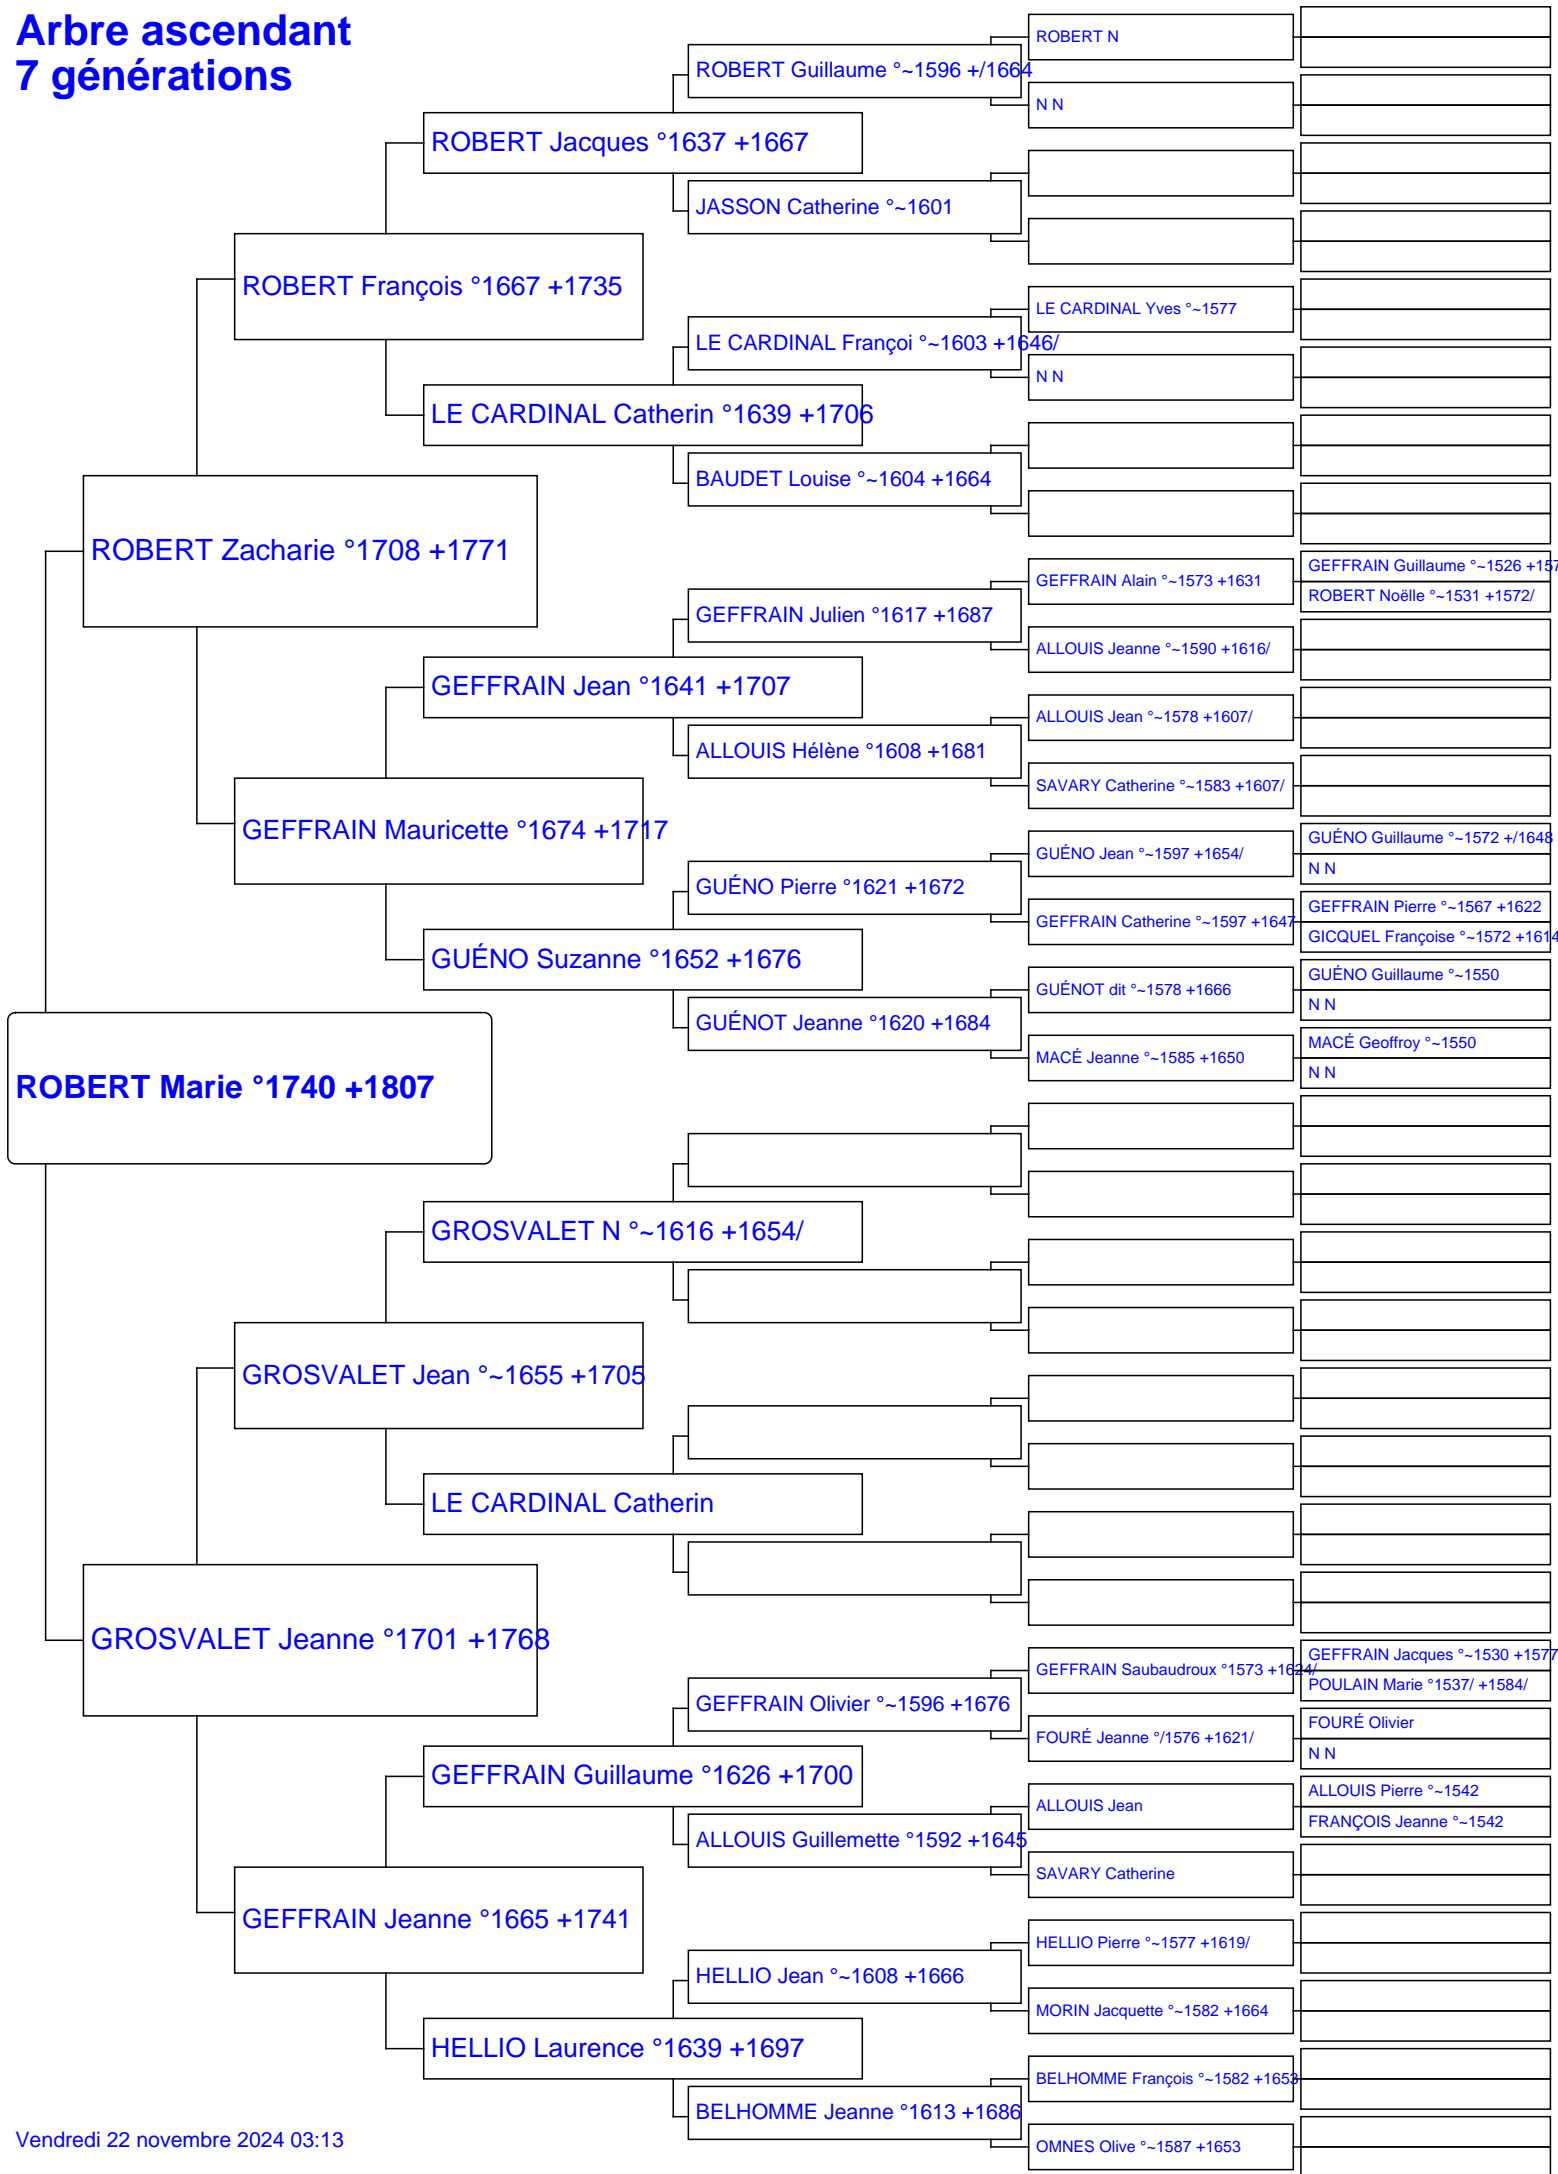 Arbre ascendant
7 générations
ROBERT N
ROBERT Guillaume °~1596 +/1664
N N
ROBERT Jacques °1637 +1667
JASSON Catherine °~1601
ROBERT François °1667 +1735
LE CARDINAL Yves °~1577
LE CARDINAL Françoi °~1603 +1646/
N N
LE CARDINAL Catherin °1639 +1706
BAUDET Louise °~1604 +1664
ROBERT Zacharie °1708 +1771
GEFFRAIN Guillaume °~1526 +157
GEFFRAIN Alain °~1573 +1631
ROBERT Noëlle °~1531 +1572/
GEFFRAIN Julien °1617 +1687
ALLOUIS Jeanne °~1590 +1616/
GEFFRAIN Jean °1641 +1707
ALLOUIS Jean °~1578 +1607/
ALLOUIS Hélène °1608 +1681
SAVARY Catherine °~1583 +1607/
GEFFRAIN Mauricette °1674 +1717
GUÉNO Guillaume °~1572 +/1648
GUÉNO Jean °~1597 +1654/
N N
GUÉNO Pierre °1621 +1672
GEFFRAIN Pierre °~1567 +1622
GEFFRAIN Catherine °~1597 +1647
GICQUEL Françoise °~1572 +1614
GUÉNO Suzanne °1652 +1676
GUÉNO Guillaume °~1550
GUÉNOT dit °~1578 +1666
N N
GUÉNOT Jeanne °1620 +1684
MACÉ Geoffroy °~1550
MACÉ Jeanne °~1585 +1650
N N
ROBERT Marie °1740 +1807
GROSVALET N °~1616 +1654/
GROSVALET Jean °~1655 +1705
LE CARDINAL Catherin
GROSVALET Jeanne °1701 +1768
GEFFRAIN Jacques °~1530 +1577
GEFFRAIN Saubaudroux °1573 +1624/
POULAIN Marie °1537/ +1584/
GEFFRAIN Olivier °~1596 +1676
FOURÉ Olivier
FOURÉ Jeanne °/1576 +1621/
N N
GEFFRAIN Guillaume °1626 +1700
ALLOUIS Pierre °~1542
ALLOUIS Jean
FRANÇOIS Jeanne °~1542
ALLOUIS Guillemette °1592 +1645
SAVARY Catherine
GEFFRAIN Jeanne °1665 +1741
HELLIO Pierre °~1577 +1619/
HELLIO Jean °~1608 +1666
MORIN Jacquette °~1582 +1664
HELLIO Laurence °1639 +1697
BELHOMME François °~1582 +1653
BELHOMME Jeanne °1613 +1686
OMNES Olive °~1587 +1653
Vendredi 22 novembre 2024 03:13